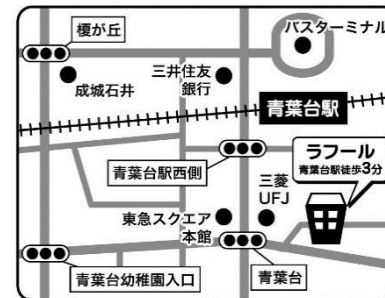 榎が丘
バスターミナル
成城石井
三井住友
銀行
青葉台駅
青葉台駅西側
ラフール
青葉台駅徒歩3分
三菱
UFJ
東急スクエア
本館
青葉台幼稚園入口
青葉台